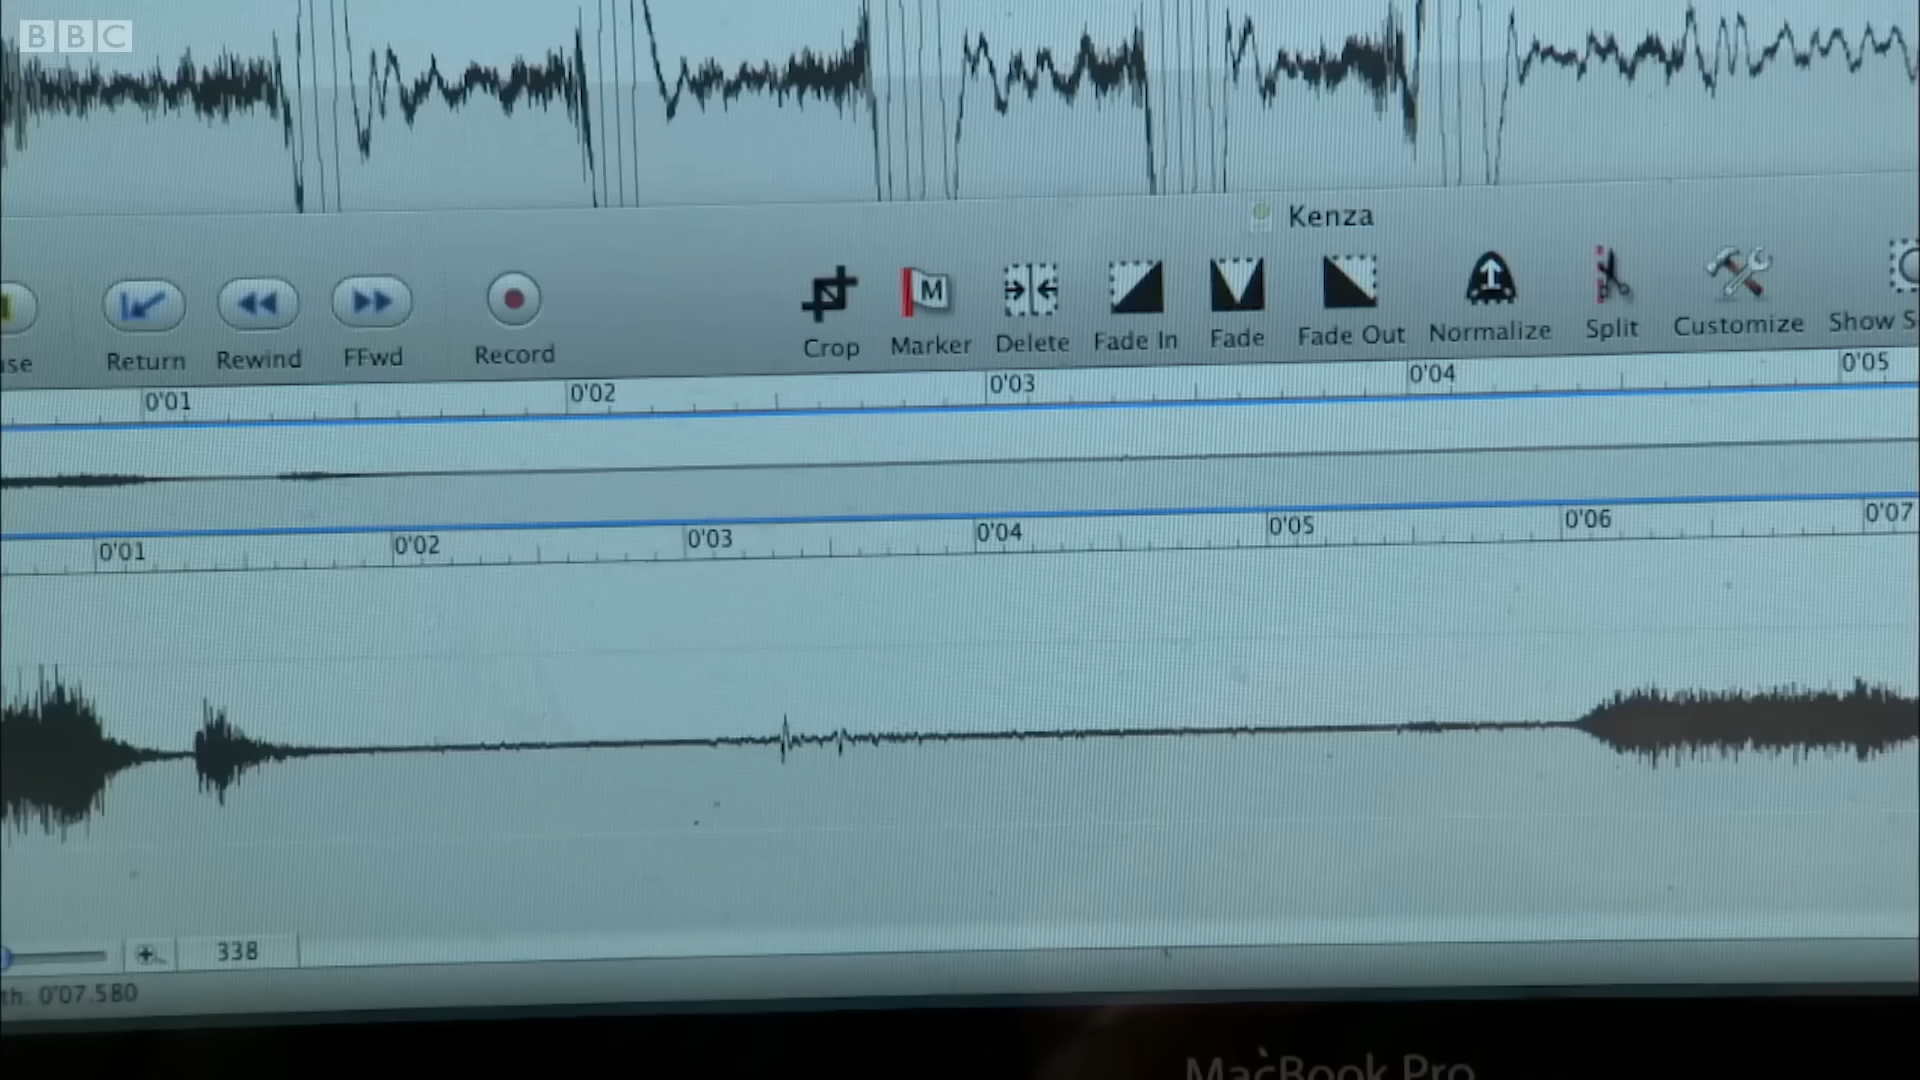 BBC
Kenza
Return Rewind FFwd Record Crop Marker Delete Fade In Fade Fade Out Normalize Split Customize Show
0'01 0'02 0'03 0'04 0'05
0'01 0'02 0'03 0'04 0'05 0'06 0'07
338
0'07.580
MacBook Pro